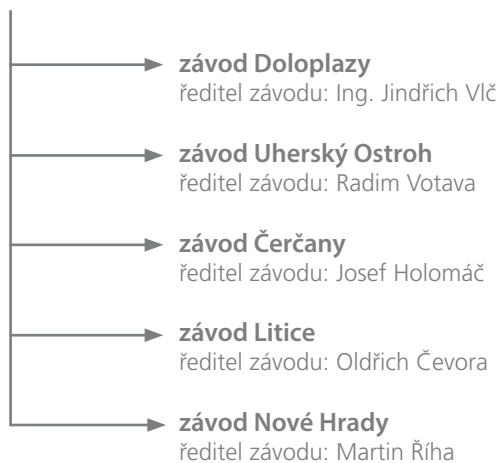 závod Doloplazy
ředitel závodu: Ing. Jindřich Vlč
závod Uherský Ostroh
ředitel závodu: Radim Votava
závod Čerčany
ředitel závodu: Josef Holomáč
závod Litice
ředitel závodu: Oldřich Čevora
závod Nové Hrady
ředitel závodu: Martin Říha